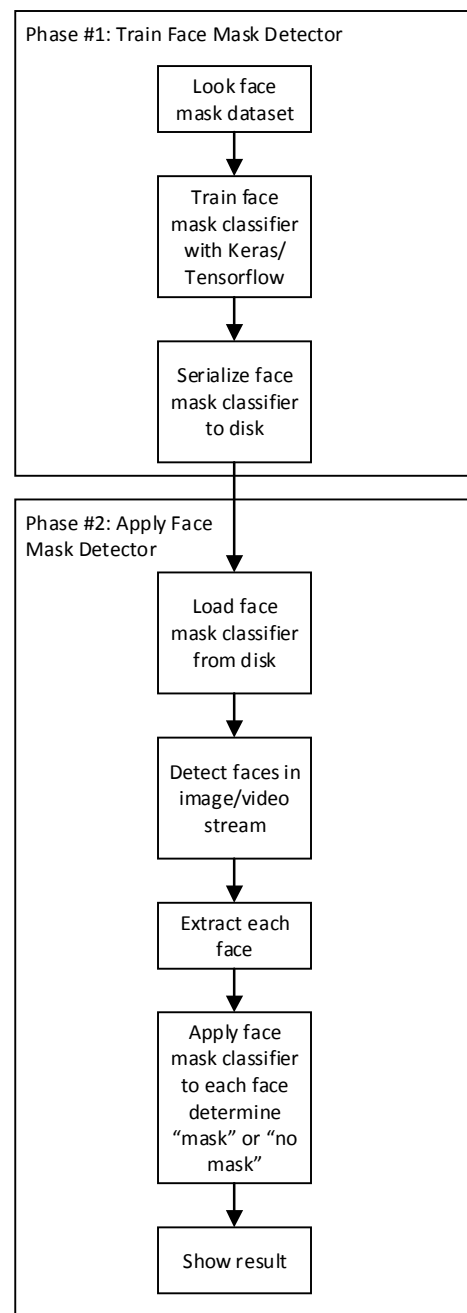 Phase #1: Train Face Mask Detector
Look face
mask dataset
Train face
mask classifier
with Keras/
Tensorflow
Serialize face
mask classifier
to disk
Phase #2: Apply Face
Mask Detector
Load face
mask classifier
from disk
Detect faces in
image/video
stream
Extract each
face
Apply face
mask classifier
to each face
determine
“mask” or “no
mask”
Show result